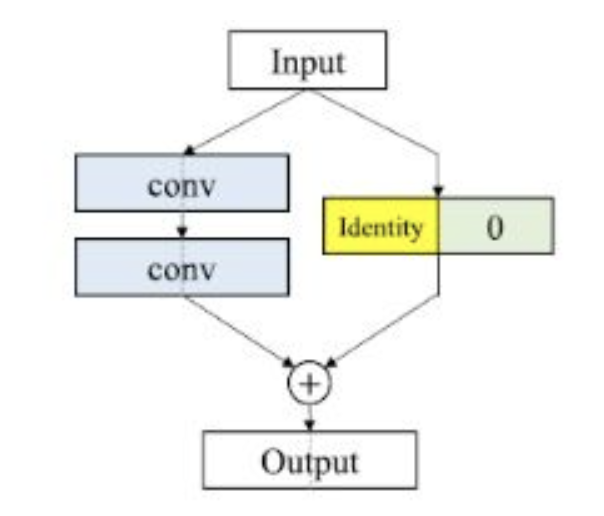 Input
conv
Identity 0
conv
+
Output